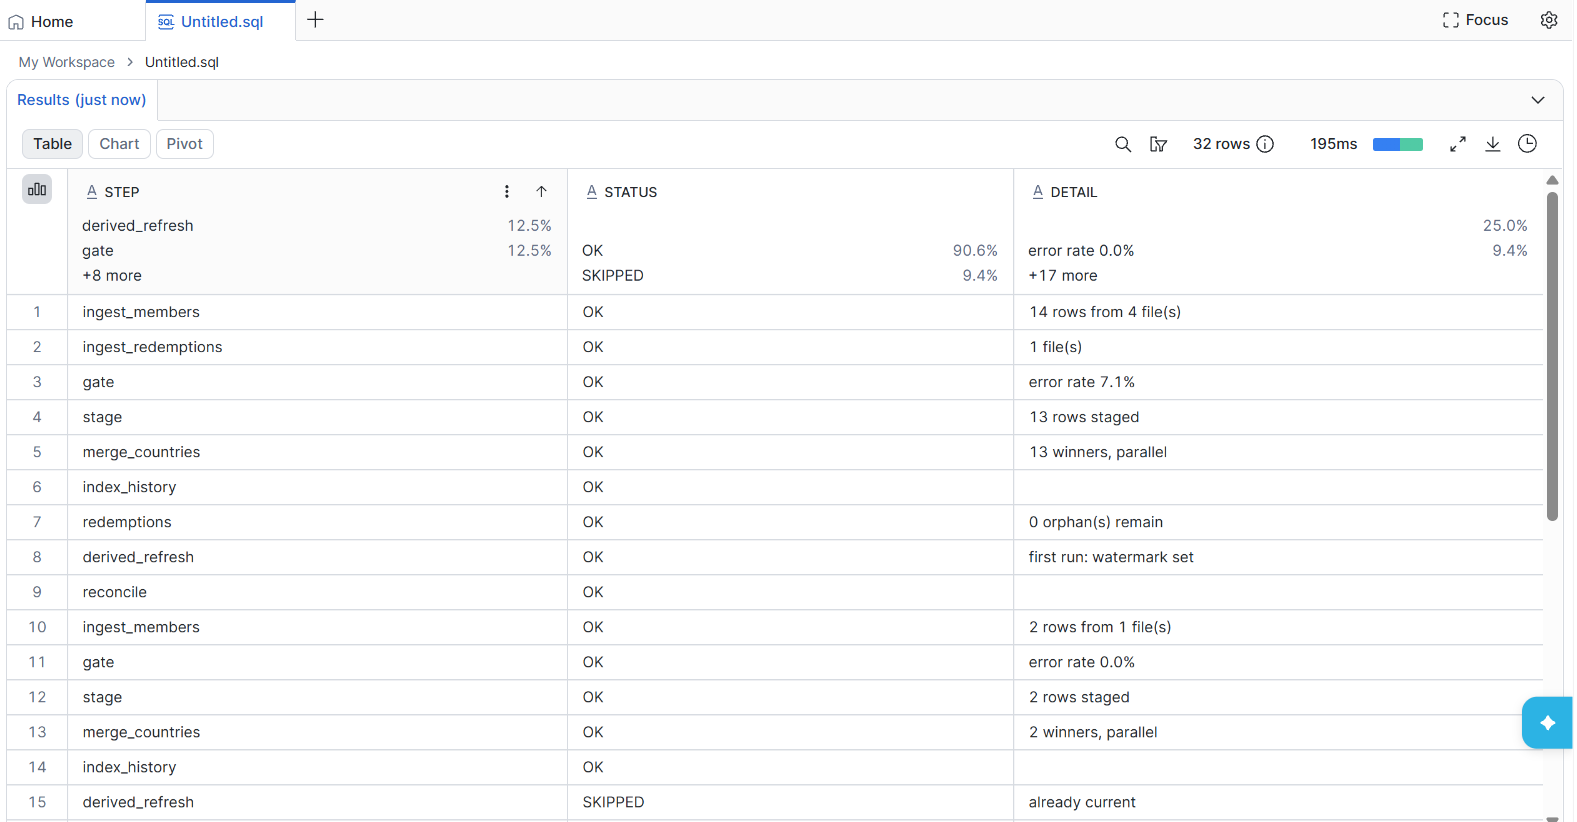 Home
SQL Untitled.sql
Focus
My Workspace > Untitled.sql
Results (just now)
Table Chart Pivot
32 rows 195ms
A STEP A STATUS A DETAIL
derived_refresh 12.5% 25.0%
gate 12.5% OK 90.6% error rate 0.0% 9.4%
+8 more SKIPPED 9.4% +17 more
1 ingest_members OK 14 rows from 4 file(s)
2 ingest_redemptions OK 1 file(s)
3 gate OK error rate 7.1%
4 stage OK 13 rows staged
5 merge_countries OK 13 winners, parallel
6 index_history OK
7 redemptions OK 0 orphan(s) remain
8 derived_refresh OK first run: watermark set
9 reconcile OK
10 ingest_members OK 2 rows from 1 file(s)
11 gate OK error rate 0.0%
12 stage OK 2 rows staged
13 merge_countries OK 2 winners, parallel
14 index_history OK
15 derived_refresh SKIPPED already current